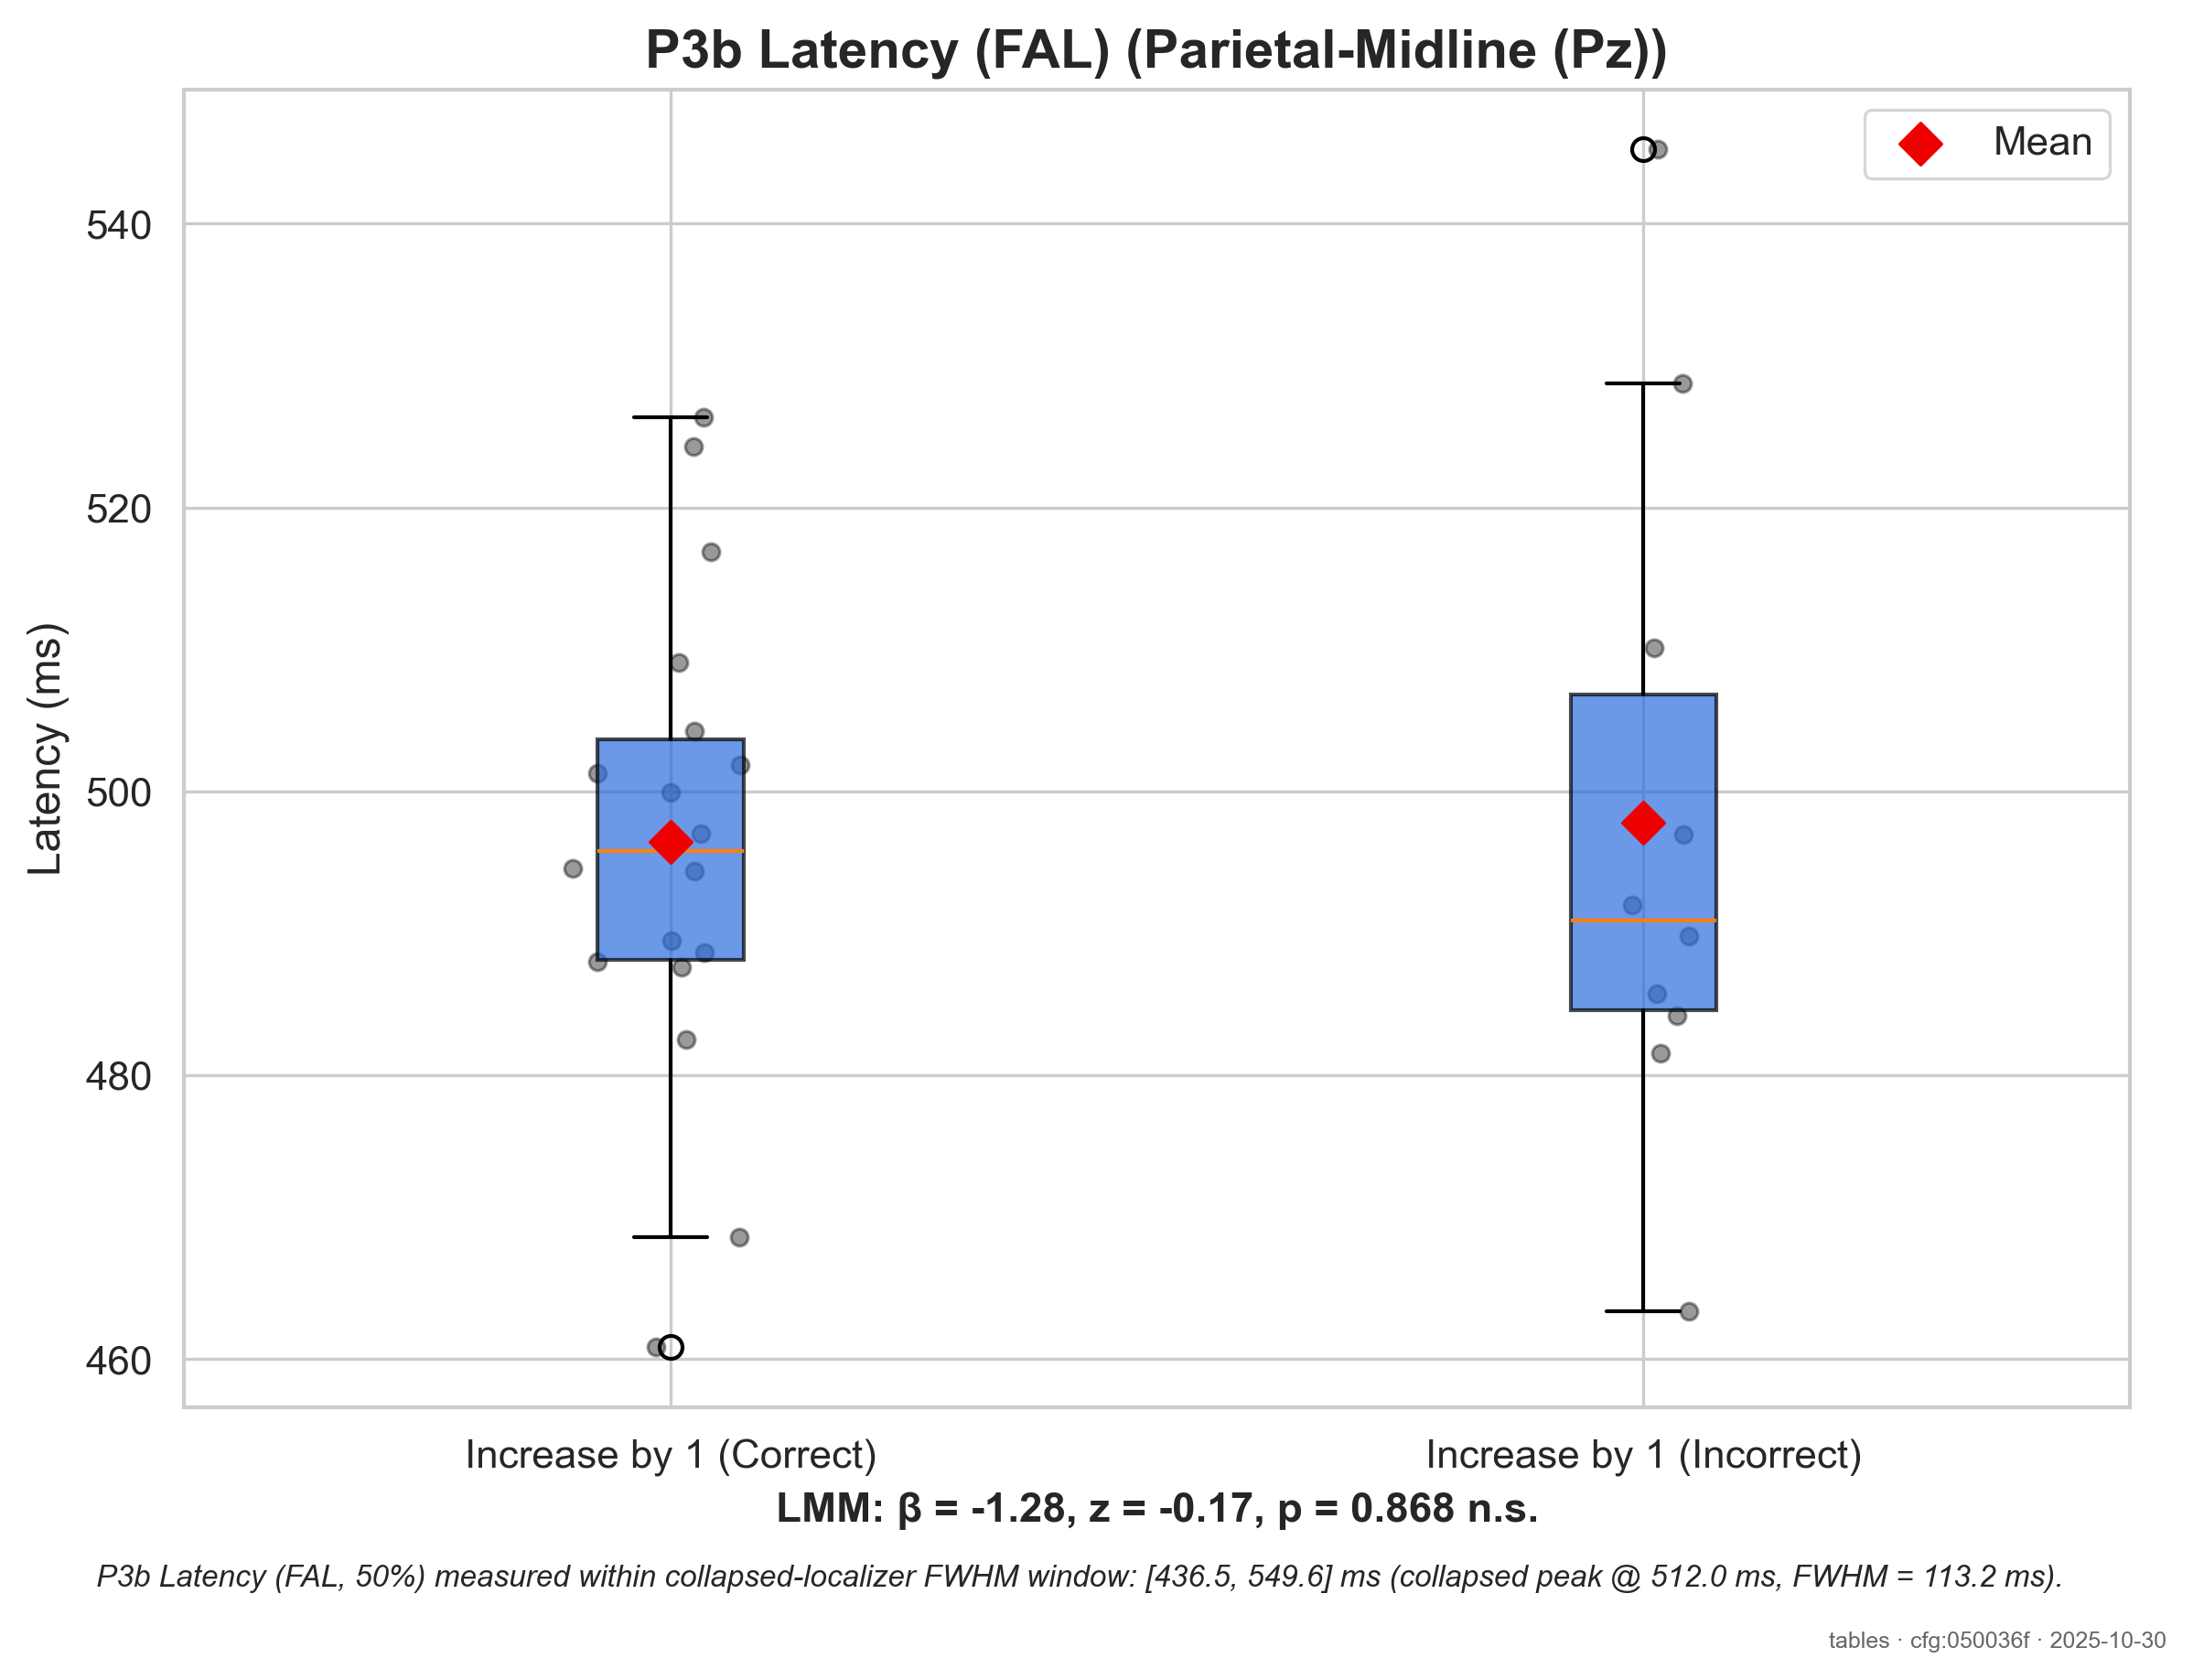 P3b Latency (FAL) (Parietal-Midline (Pz))
Mean
Latency (ms)
540
520
500
480
460
Increase by 1 (Correct)
Increase by 1 (Incorrect)
LMM: β = -1.28, z = -0.17, p = 0.868 n.s.
P3b Latency (FAL, 50%) measured within collapsed-localizer FWHM window: [436.5, 549.6] ms (collapsed peak @ 512.0 ms, FWHM = 113.2 ms).
tables · cfg:050036f · 2025-10-30